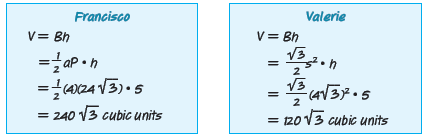 Francisco
V = Bh
= 1/2 aP • h
= 1/2 (4)(24√3) • 5
= 240√3 cubic units
Valerie
V = Bh
= √3/2 s² • h
= √3/2 (4√3)² • 5
= 120√3 cubic units